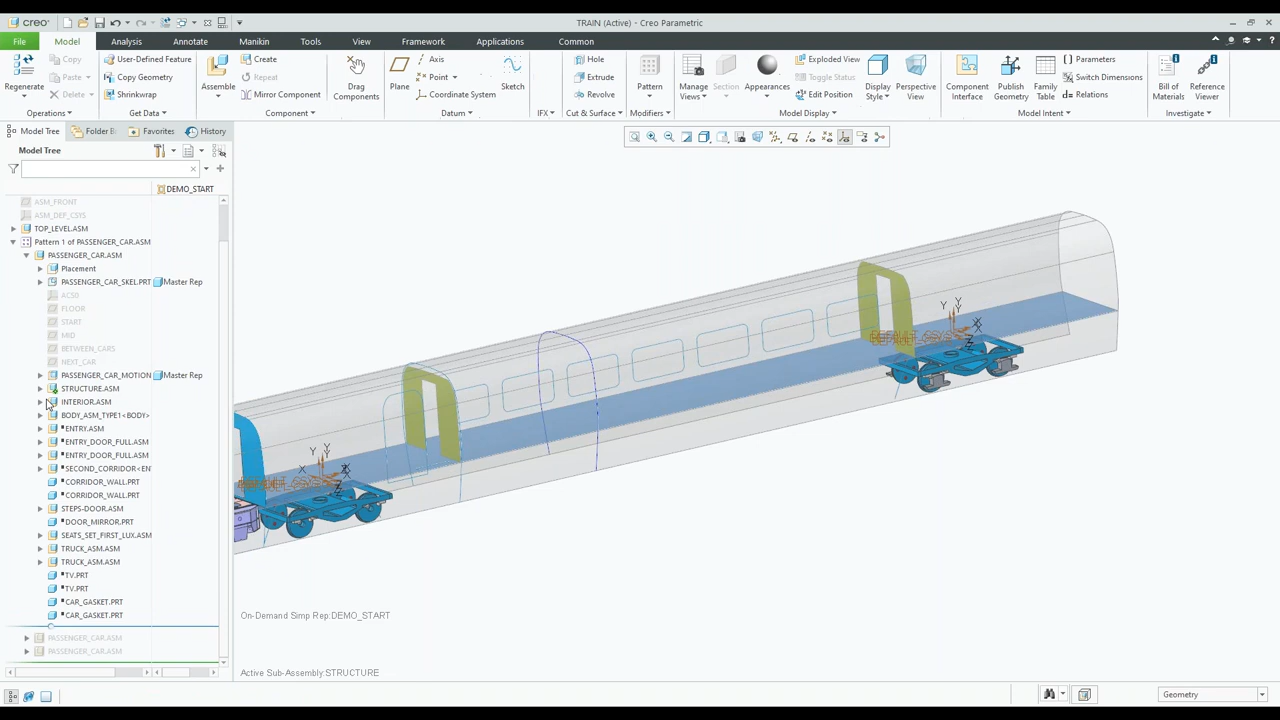 creo
TRAIN (Active) - Creo Parametric
File Model Analysis Annotate Manikin Tools View Framework Applications Common
Regenerate
Copy
Paste
Delete
Operations
User-Defined Feature
Copy Geometry
Shrinkwrap
Get Data
Assemble
Create
Repeat
Mirror Component
Drag
Components
Component
Plane
Axis
Point
Coordinate System
Sketch
Datum
IFX
Hole
Extrude
Revolve
Cut & Surface
Pattern
Modifiers
Manage
Views
Section
Appearances
Exploded View
Toggle Status
Edit Position
Display
Style
Perspective
View
Model Display
Component
Interface
Publish
Geometry
Family
Table
Parameters
Switch Dimensions
Relations
Model Intent
Bill of
Materials
Reference
Viewer
Investigate
Model Tree Folder B Favorites History
Model Tree
DEMO_START
ASM_FRONT
ASM_DEF_CSYS
TOP_LEVEL.ASM
Pattern 1 of PASSENGER_CAR.ASM
PASSENGER_CAR.ASM
Placement
PASSENGER_CAR_SKEL.PRT Master Rep
ACS0
FLOOR
START
MID
BETWEEN_CARS
NEXT_CAR
PASSENGER_CAR_MOTION Master Rep
STRUCTURE.ASM
INTERIOR.ASM
BODY_ASM_TYPE1<BODY>
ENTRY.ASM
ENTRY_DOOR_FULL.ASM
ENTRY_DOOR_FULL.ASM
SECOND_CORRIDOR<EN
CORRIDOR_WALL.PRT
CORRIDOR_WALL.PRT
STEPS-DOOR.ASM
DOOR_MIRROR.PRT
SEATS_SET_FIRST_LUX.ASM
TRUCK_ASM.ASM
TRUCK_ASM.ASM
TV.PRT
TV.PRT
CAR_GASKET.PRT
CAR_GASKET.PRT
PASSENGER_CAR.ASM
PASSENGER_CAR.ASM
Y Y
X
Z
Y Y
X
Z
On-Demand Simp Rep:DEMO_START
Active Sub-Assembly:STRUCTURE
Geometry